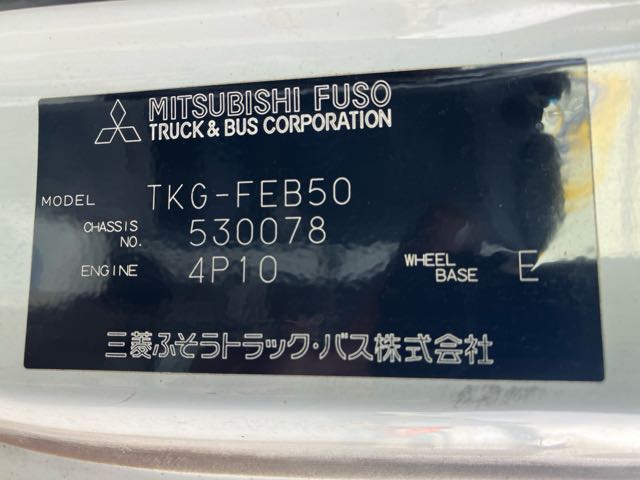 MITSUBISHI FUSO
TRUCK & BUS CORPORATION
MODEL TKG-FEB50
CHASSIS NO. 530078
ENGINE 4P10 WHEEL BASE E
三菱ふそうトラック・バス株式会社